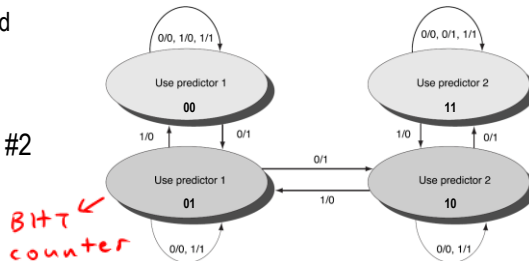 d
0/0, 1/0, 1/1
0/0, 0/1, 1/1
Use predictor 1
00
Use predictor 2
11
#2
1/0
0/1
1/0
0/1
Use predictor 1
01
0/1
1/0
Use predictor 2
10
BHT
counter
0/0, 1/1
0/0, 1/1